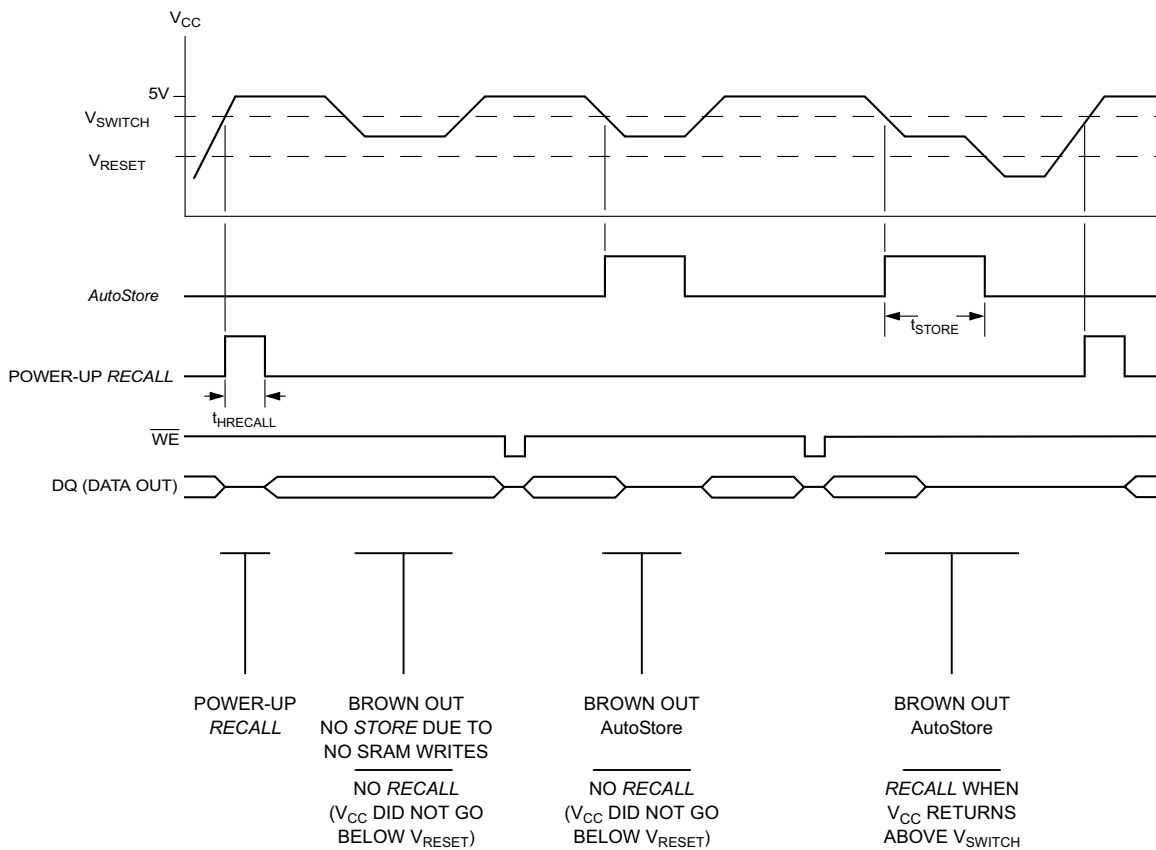 VCC
5V
VSWITCH
VRESET
AutoStore
tSTORE
POWER-UP RECALL
tHRECALL
WE
DQ (DATA OUT)
POWER-UP
RECALL
BROWN OUT
NO STORE DUE TO
NO SRAM WRITES
NO RECALL
(VCC DID NOT GO
BELOW VRESET)
BROWN OUT
AutoStore
NO RECALL
(VCC DID NOT GO
BELOW VRESET)
BROWN OUT
AutoStore
RECALL WHEN
VCC RETURNS
ABOVE VSWITCH